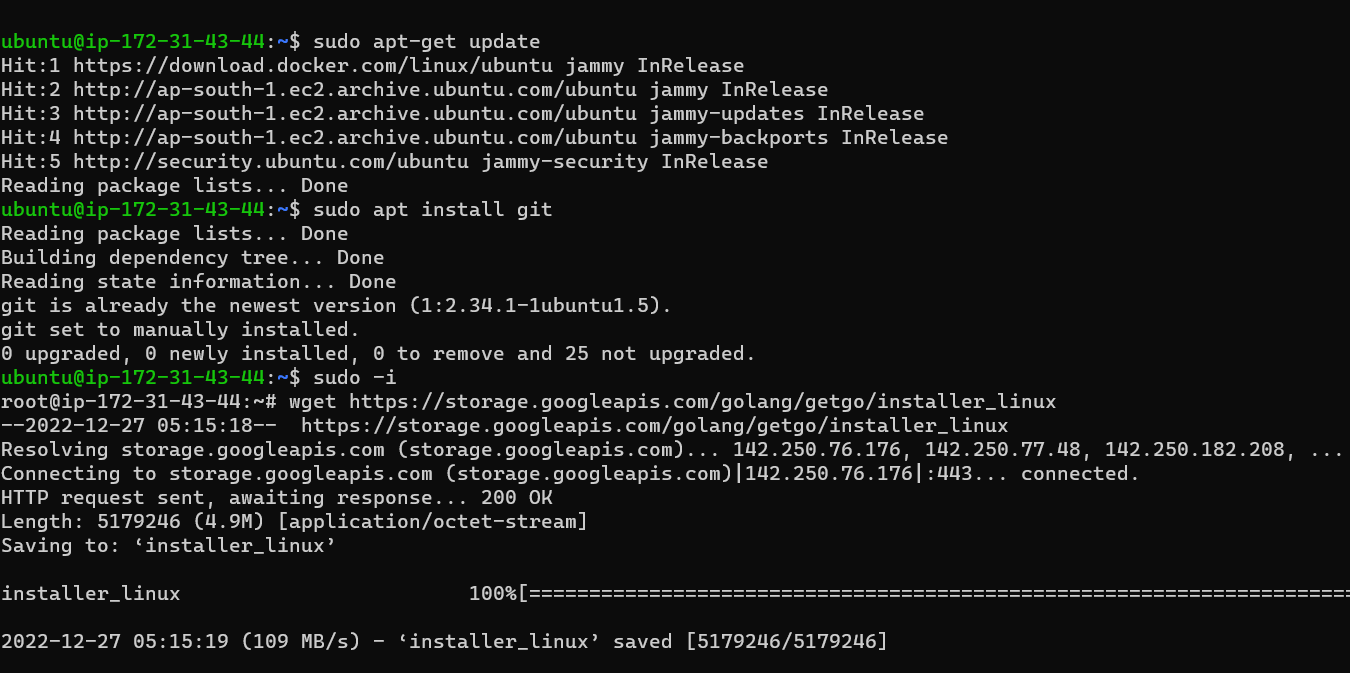 ubuntu@ip-172-31-43-44:~$ sudo apt-get update
Hit:1 https://download.docker.com/linux/ubuntu jammy InRelease
Hit:2 http://ap-south-1.ec2.archive.ubuntu.com/ubuntu jammy InRelease
Hit:3 http://ap-south-1.ec2.archive.ubuntu.com/ubuntu jammy-updates InRelease
Hit:4 http://ap-south-1.ec2.archive.ubuntu.com/ubuntu jammy-backports InRelease
Hit:5 http://security.ubuntu.com/ubuntu jammy-security InRelease
Reading package lists... Done
ubuntu@ip-172-31-43-44:~$ sudo apt install git
Reading package lists... Done
Building dependency tree... Done
Reading state information... Done
git is already the newest version (1:2.34.1-1ubuntu1.5).
git set to manually installed.
0 upgraded, 0 newly installed, 0 to remove and 25 not upgraded.
ubuntu@ip-172-31-43-44:~$ sudo -i
root@ip-172-31-43-44:~# wget https://storage.googleapis.com/golang/getgo/installer_linux
--2022-12-27 05:15:18--  https://storage.googleapis.com/golang/getgo/installer_linux
Resolving storage.googleapis.com (storage.googleapis.com)... 142.250.76.176, 142.250.77.48, 142.250.182.208, ...
Connecting to storage.googleapis.com (storage.googleapis.com)|142.250.76.176|:443... connected.
HTTP request sent, awaiting response... 200 OK
Length: 5179246 (4.9M) [application/octet-stream]
Saving to: ‘installer_linux’
installer_linux                        100%[=====================================================================
2022-12-27 05:15:19 (109 MB/s) - ‘installer_linux’ saved [5179246/5179246]